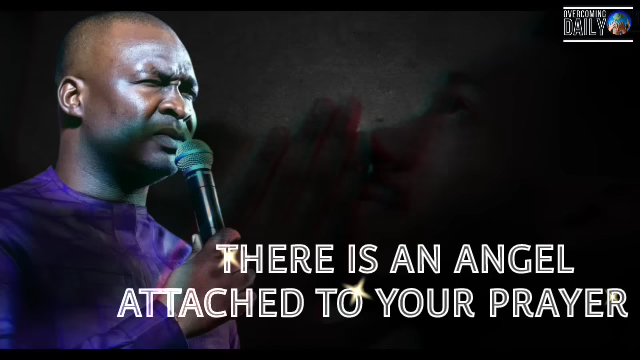 OVERCOMING
DAILY
THERE IS AN ANGEL
ATTACHED TO YOUR PRAYER